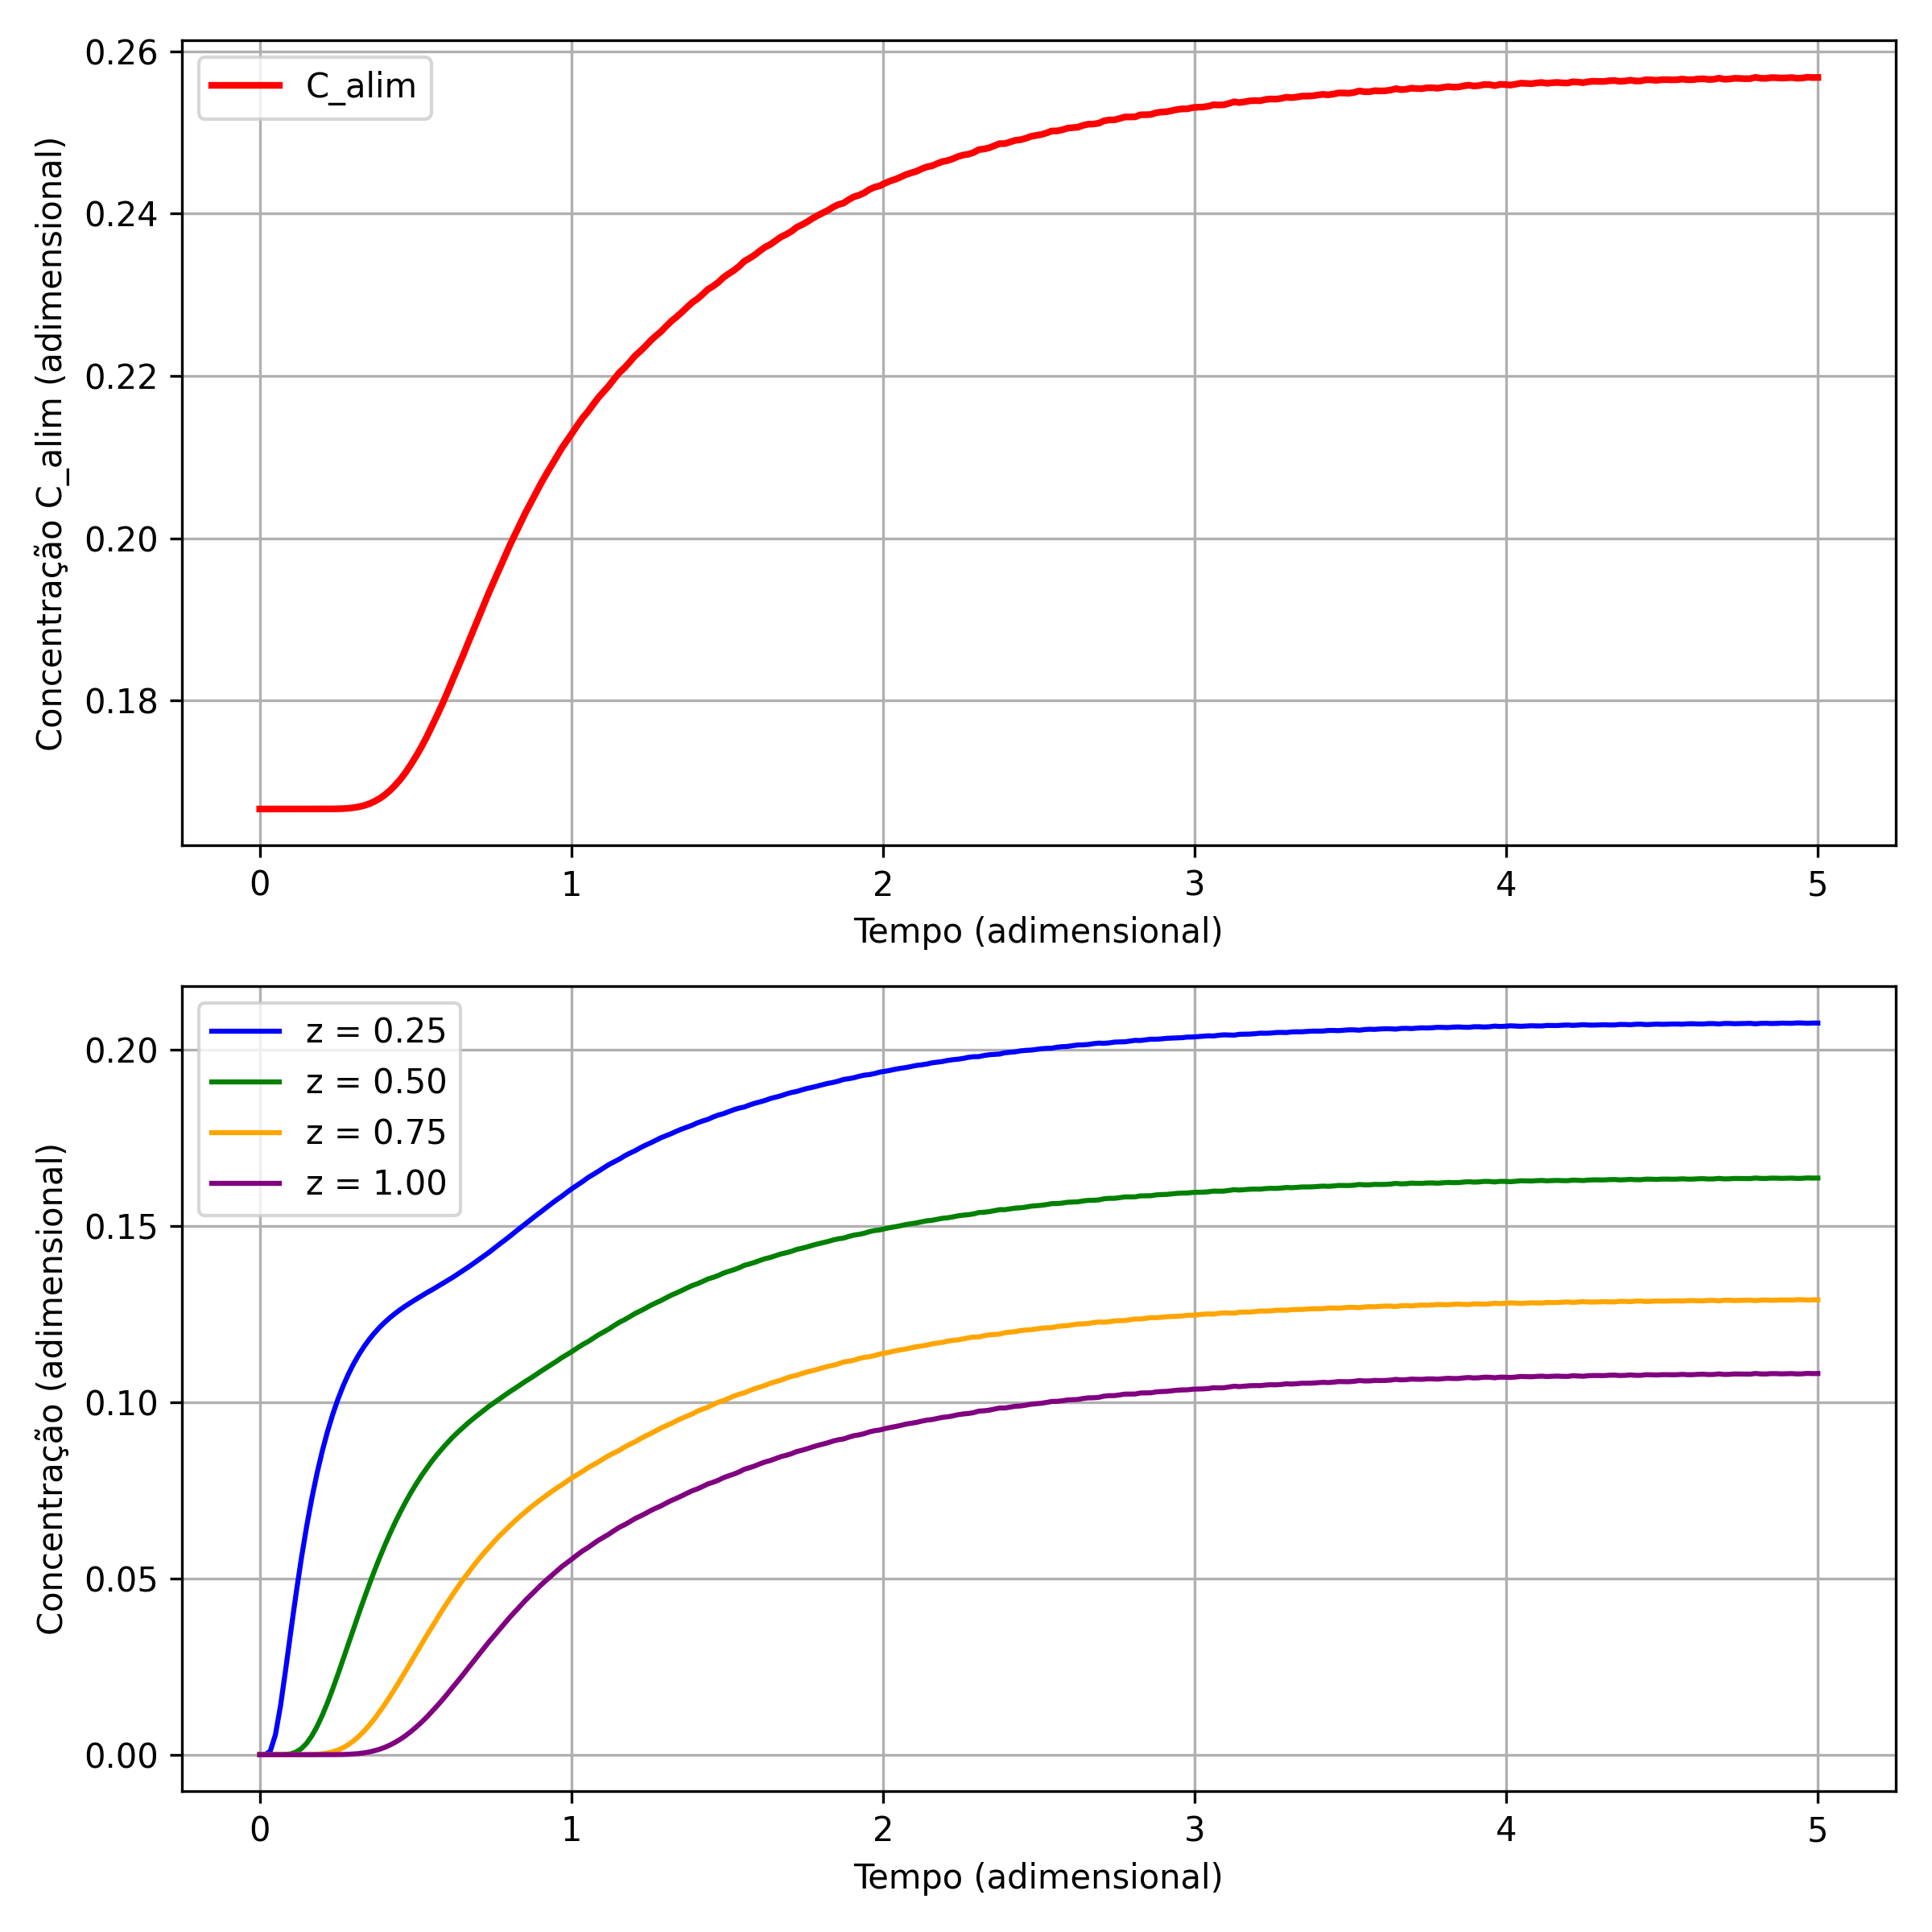 C_alim
Concentração C_alim (adimensional)
0.26
0.24
0.22
0.20
0.18
0
1
2
3
4
5
Tempo (adimensional)
z = 0.25
z = 0.50
z = 0.75
z = 1.00
Concentração (adimensional)
0.20
0.15
0.10
0.05
0.00
0
1
2
3
4
5
Tempo (adimensional)